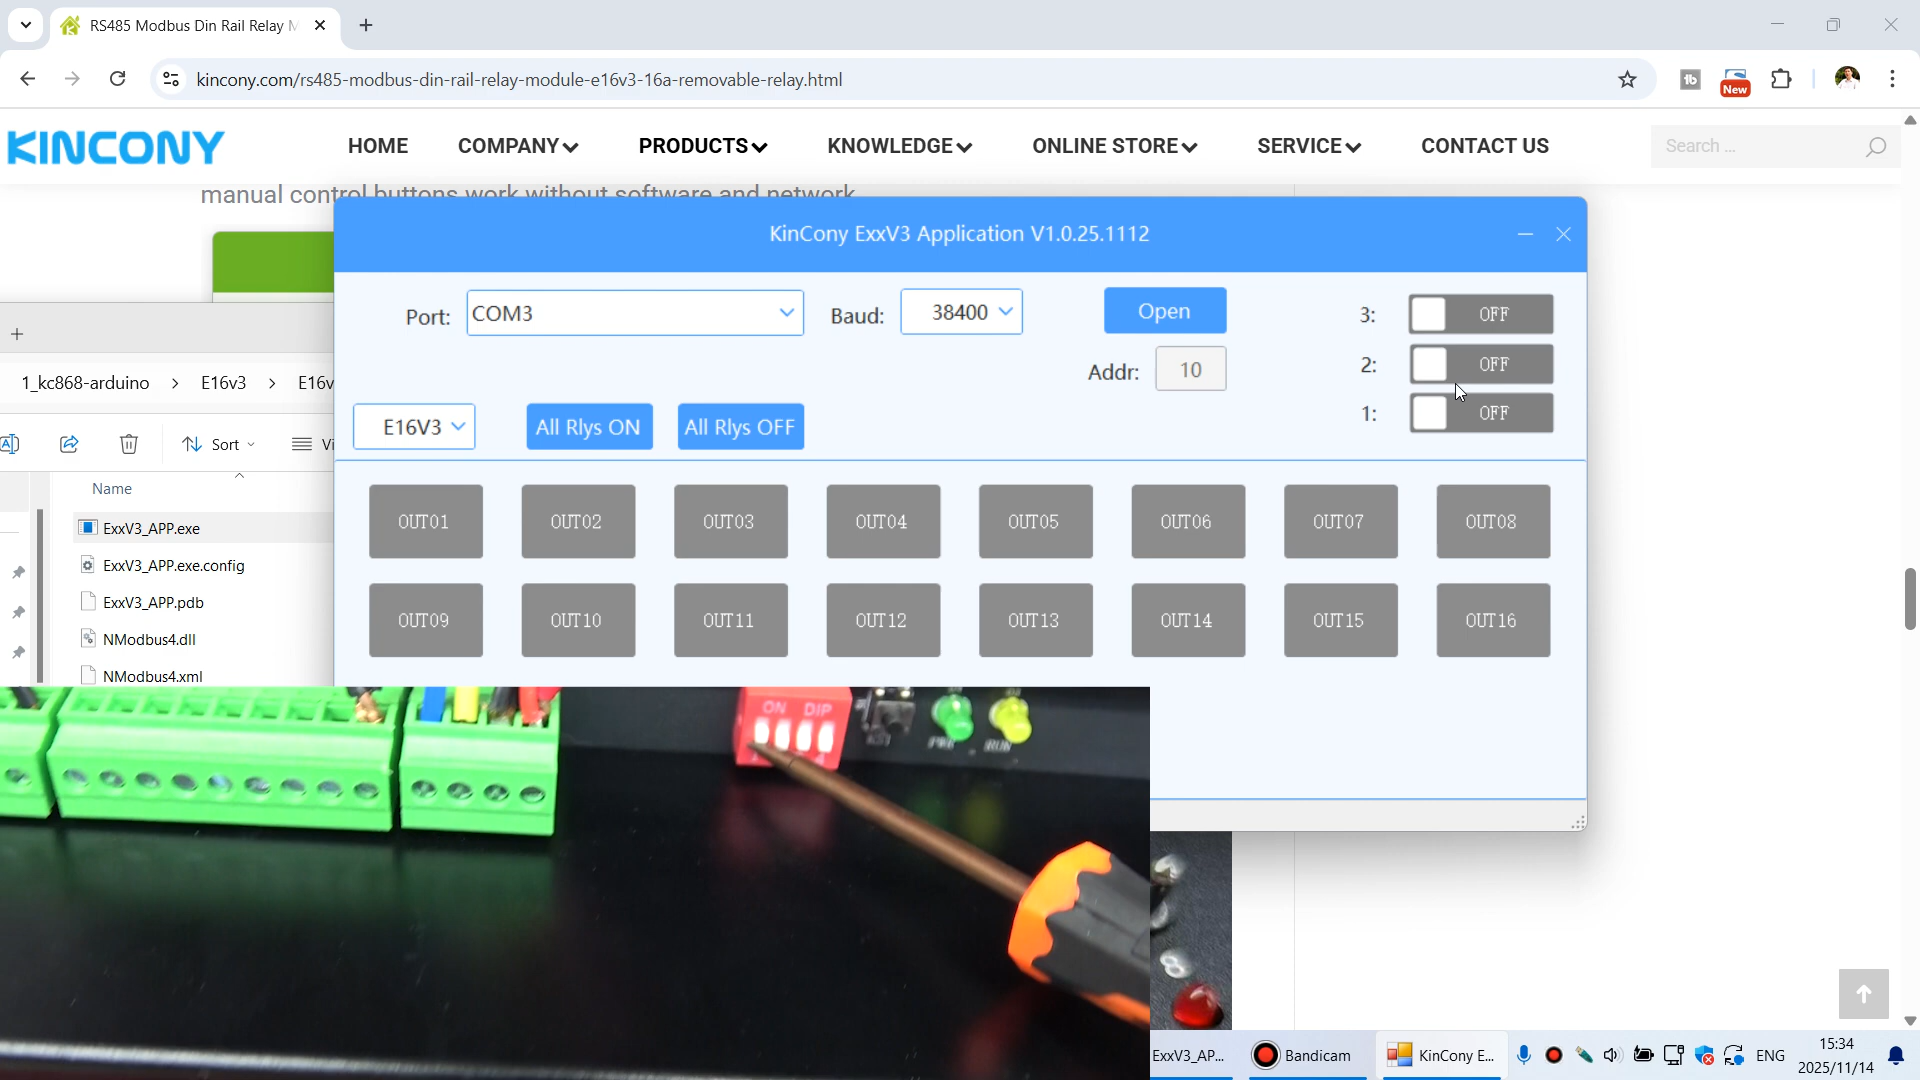 RS485 Modbus Din Rail Relay M
kincony.com/rs485-modbus-din-rail-relay-module-e16v3-16a-removable-relay.html
New
KINCONY
HOME
COMPANY
PRODUCTS
KNOWLEDGE
ONLINE STORE
SERVICE
CONTACT US
Search ...
manual control buttons work without software and network
KinCony ExxV3 Application V1.0.25.1112
Port: COM3
Baud: 38400
Open
3: OFF
Addr: 10
2: OFF
1: OFF
E16V3
All Rlys ON
All Rlys OFF
1_kc868-arduino > E16v3 > E16v
Sort
Vi
Name
ExxV3_APP.exe
ExxV3_APP.exe.config
ExxV3_APP.pdb
NModbus4.dll
NModbus4.xml
OUT01 OUT02 OUT03 OUT04 OUT05 OUT06 OUT07 OUT08
OUT09 OUT10 OUT11 OUT12 OUT13 OUT14 OUT15 OUT16
ON DIP
PWR
RUN
8
ExxV3_AP...
Bandicam
KinCony E...
ENG
15:34
2025/11/14